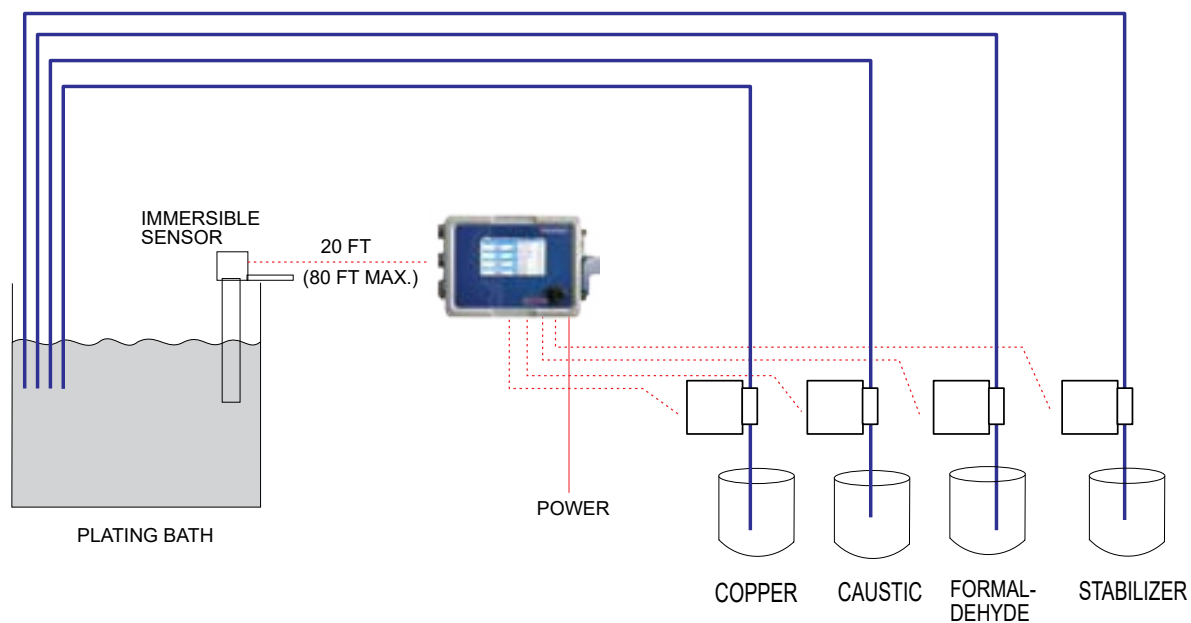 IMMERSIBLE
SENSOR
20 FT
(80 FT MAX.)
POWER
PLATING BATH
COPPER
CAUSTIC
FORMAL-
DEHYDE
STABILIZER